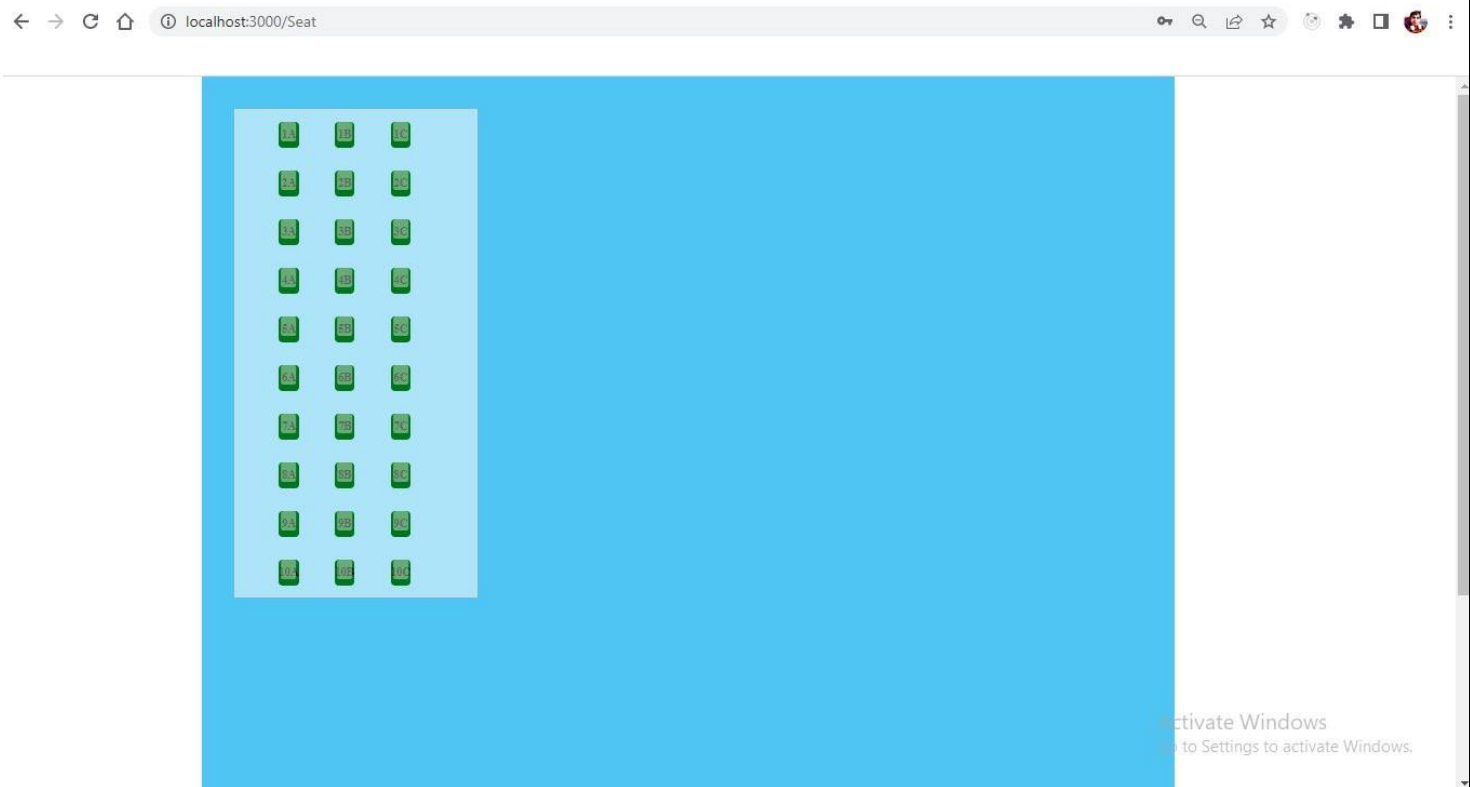 localhost:3000/Seat
1A 1B 1C
2A 2B 2C
3A 3B 3C
4A 4B 4C
5A 5B 5C
6A 6B 6C
7A 7B 7C
8A 8B 8C
9A 9B 9C
10A 10B 10C
Activate Windows
to Settings to activate Windows.